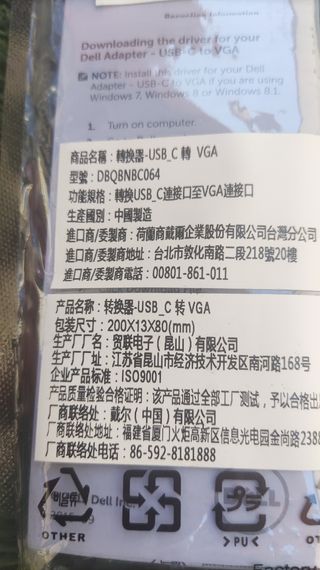 Downloading the driver for your
Dell Adapter - USB-C to VGA
NOTE: Install this driver for your Dell
Adapter - USB-C to VGA if you are using
Windows 7, Windows 8 or Windows 8.1.
1. Turn on computer.
商品名稱：轉換器-USB_C 轉 VGA
型號：DBQBNBC064
功能規格：轉換USB_C連接口至VGA連接口
生產國別：中國製造
進口商/委製商：荷蘭商戴爾企業股份有限公司台灣分公司
進口商/委製商地址：台北市敦化南路二段218號20樓
進口商/委製商電話：00801-861-011
产品名称：转换器-USB_C 转 VGA
包装尺寸：200X13X80(mm)
生产厂厂名：贸联电子（昆山）有限公司
生产厂厂址：江苏省昆山市经济技术开发区南河路168号
企业产品标准：ISO9001
产品质量检验合格证明：该产品通过全部工厂测试，予以合格出
厂商联络处：戴尔（中国）有限公司
厂商联络地址：福建省厦门火炬高新区信息光电园金尚路2388
厂商联络电话：86-592-8181888
Dell Inc.
95
OTHER
>PU<